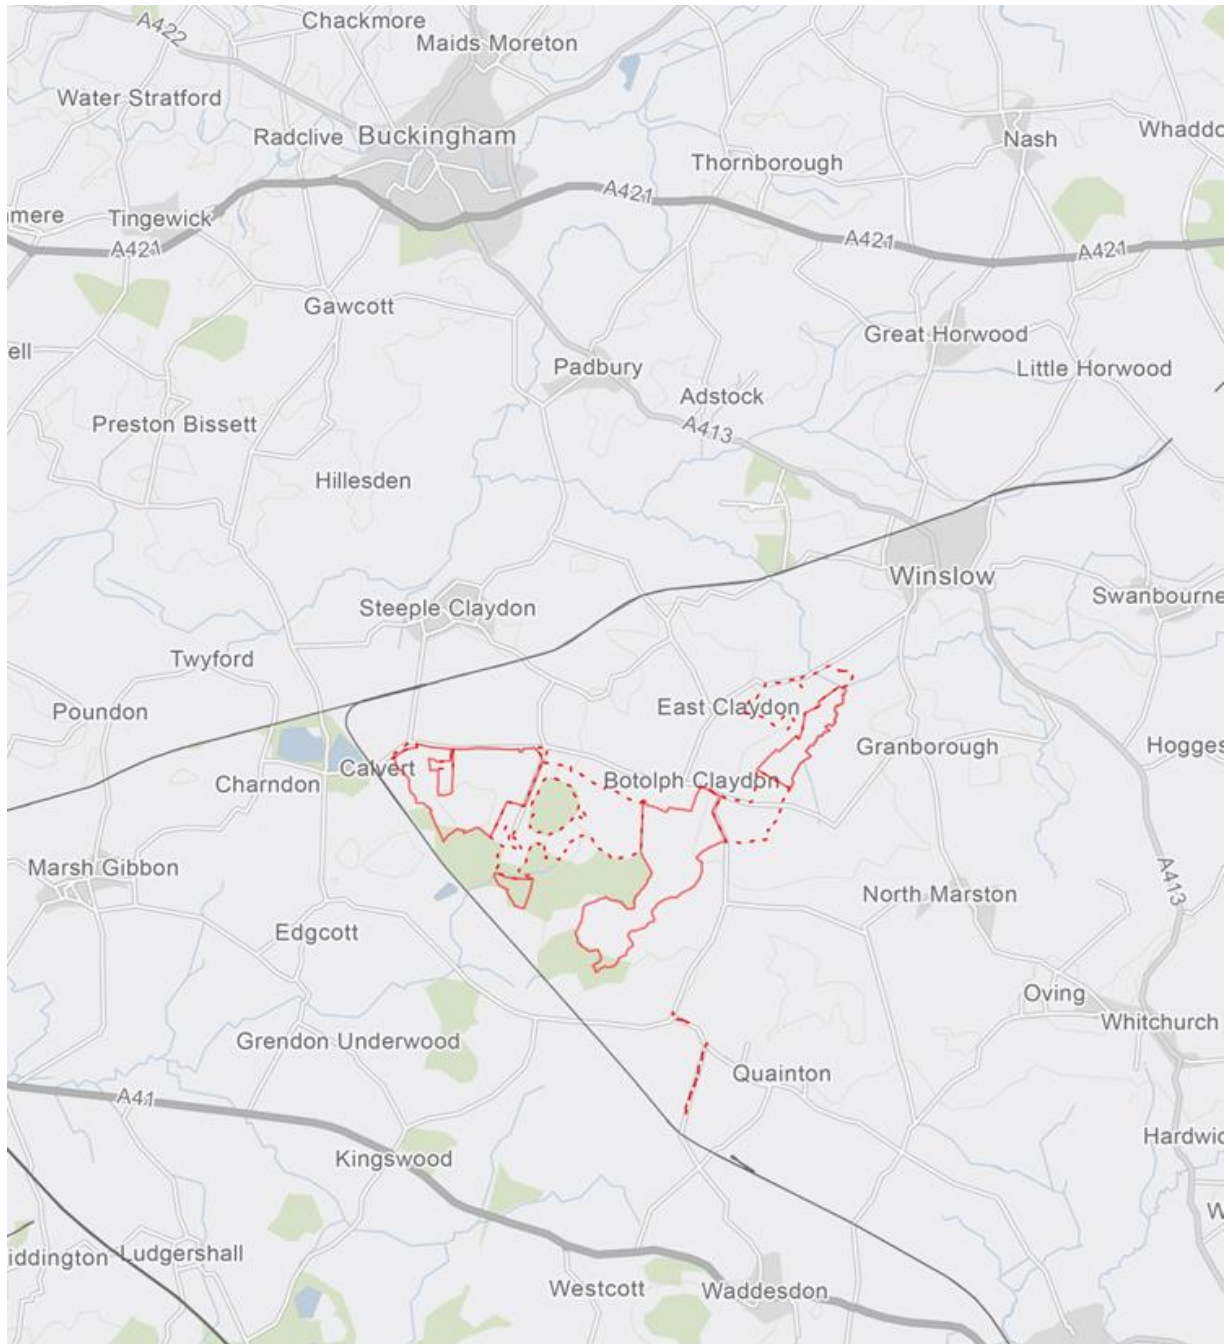 A422
Chackmore
Maids Moreton
Water Stratford
Radclive
Buckingham
Nash
Whaddo
Thornborough
A421
mere
Tingewick
A421
A421
A421
Gawcott
Great Horwood
ell
Padbury
Little Horwood
Adstock
Preston Bissett
A413
Hillesden
Winslow
Steeple Claydon
Swanbourne
Twyford
East Claydon
Poundon
Granborough
Hogges
Calvert
Charndon
Botolph Claydon
Marsh Gibbon
A413
North Marston
Edgcott
Oving
Whitchurch
Grendon Underwood
Quainton
A41
Hardwic
Kingswood
W
iddington
Ludgershall
Westcott
Waddesdon